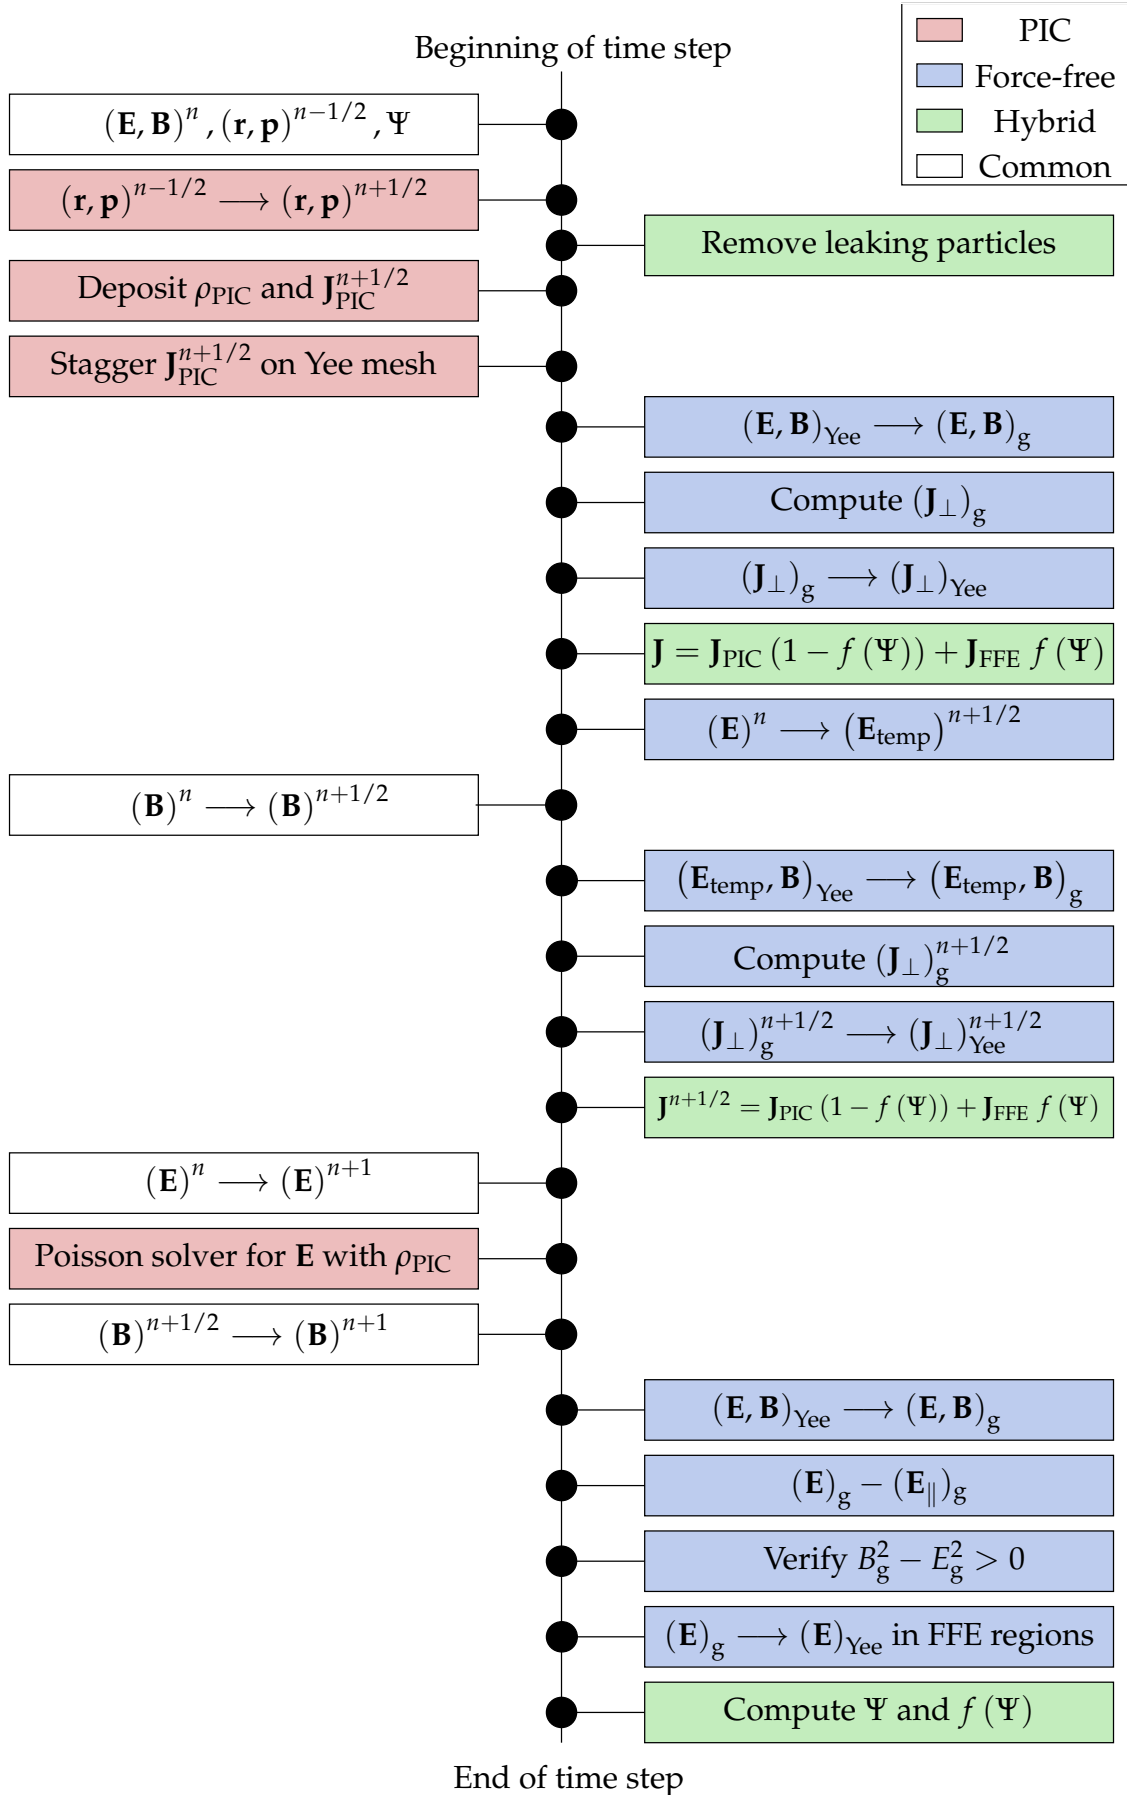 PIC
Force-free
Hybrid
Common
Beginning of time step
(E, B)^n, (r, p)^{n−1/2}, Ψ
(r, p)^{n−1/2} ⟶ (r, p)^{n+1/2}
Remove leaking particles
Deposit ρ_PIC and J_PIC^{n+1/2}
Stagger J_PIC^{n+1/2} on Yee mesh
(E, B)_Yee ⟶ (E, B)_g
Compute (J_⊥)_g
(J_⊥)_g ⟶ (J_⊥)_Yee
J = J_PIC (1 − f (Ψ)) + J_FFE f (Ψ)
(E)^n ⟶ (E_temp)^{n+1/2}
(B)^n ⟶ (B)^{n+1/2}
(E_temp, B)_Yee ⟶ (E_temp, B)_g
Compute (J_⊥)_g^{n+1/2}
(J_⊥)_g^{n+1/2} ⟶ (J_⊥)_Yee^{n+1/2}
J^{n+1/2} = J_PIC (1 − f (Ψ)) + J_FFE f (Ψ)
(E)^n ⟶ (E)^{n+1}
Poisson solver for E with ρ_PIC
(B)^{n+1/2} ⟶ (B)^{n+1}
(E, B)_Yee ⟶ (E, B)_g
(E)_g − (E_∥)_g
Verify B_g^2 − E_g^2 > 0
(E)_g ⟶ (E)_Yee in FFE regions
Compute Ψ and f (Ψ)
End of time step